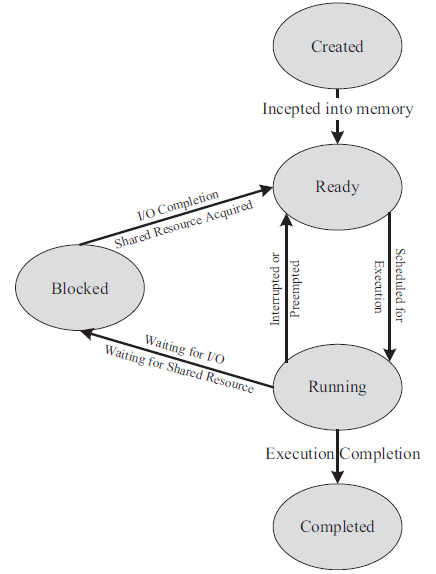 Created
Incepted into memory
Ready
I/O Completion
Shared Resource Acquired
Interrupted or
Preempted
Scheduled for
Execution
Blocked
Waiting for I/O
Waiting for Shared Resource
Running
Execution Completion
Completed